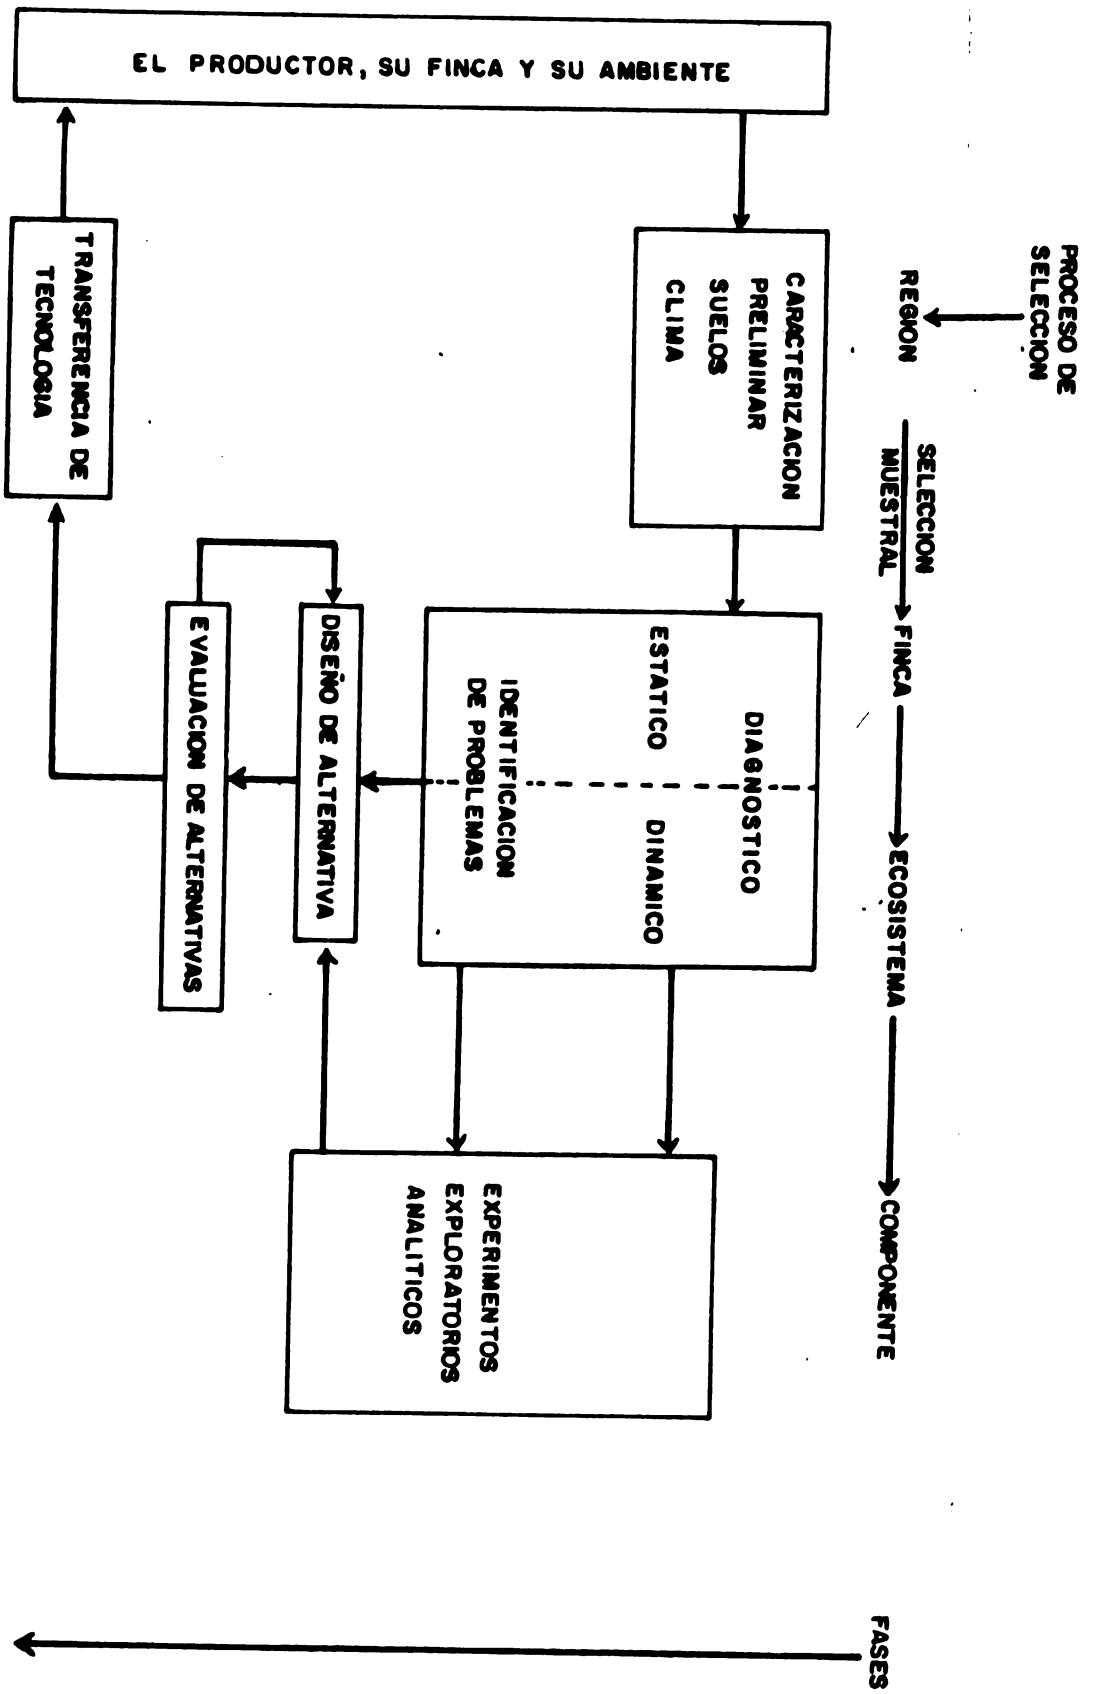 PROCESO DE
SELECCION
REGION
SELECCION
MUESTRAL
FINCA
ECOSISTEMA
COMPONENTE
FASES
EL PRODUCTOR, SU FINCA Y SU AMBIENTE
CARACTERIZACION
PRELIMINAR
SUELOS
CLIMA
DIAGNOSTICO
ESTATICO
DINAMICO
IDENTIFICACION
DE PROBLEMAS
EXPERIMENTOS
EXPLORATORIOS
ANALITICOS
DISEÑO DE ALTERNATIVA
EVALUACION DE ALTERNATIVAS
TRANSFERENCIA DE
TECNOLOGIA